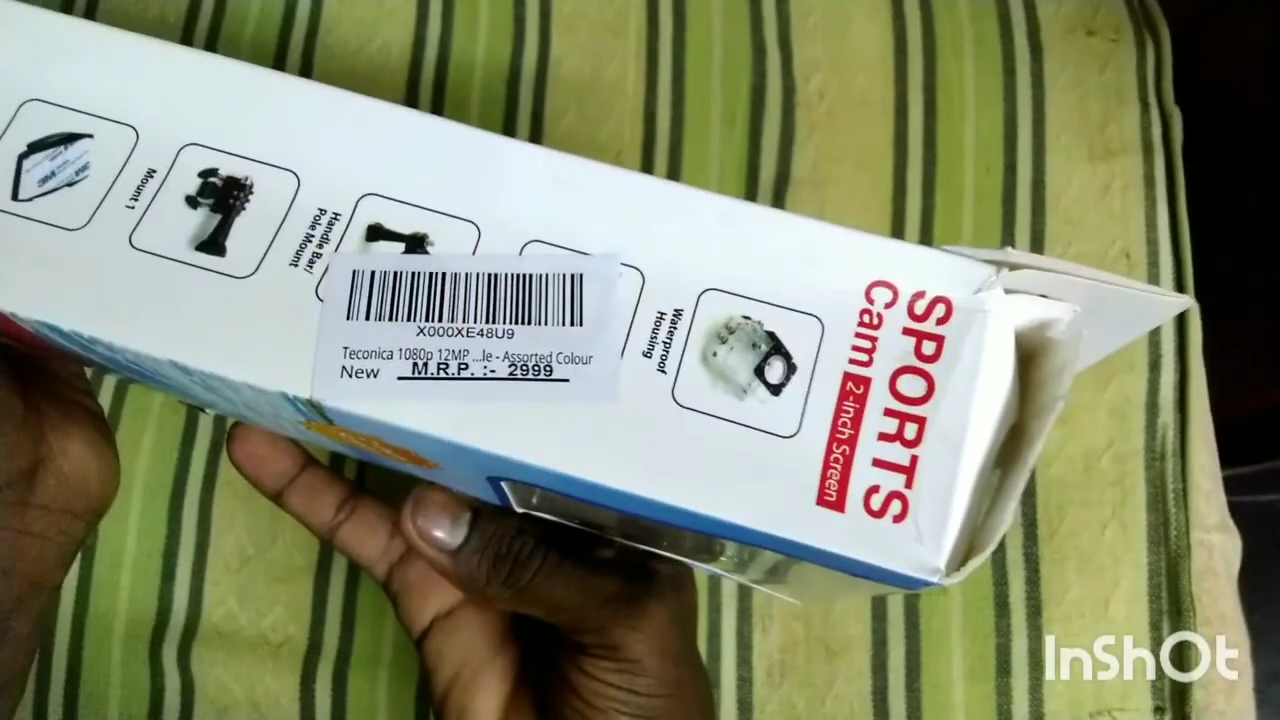 Mount 1
Handle Bar/
Pole Mount
X000XE48U9
Teconica 1080p 12MP ...le - Assorted Colour
New
M.R.P. :- 2999
Waterproof
Housing
SPORTS
Cam
2-inch Screen
InShOt